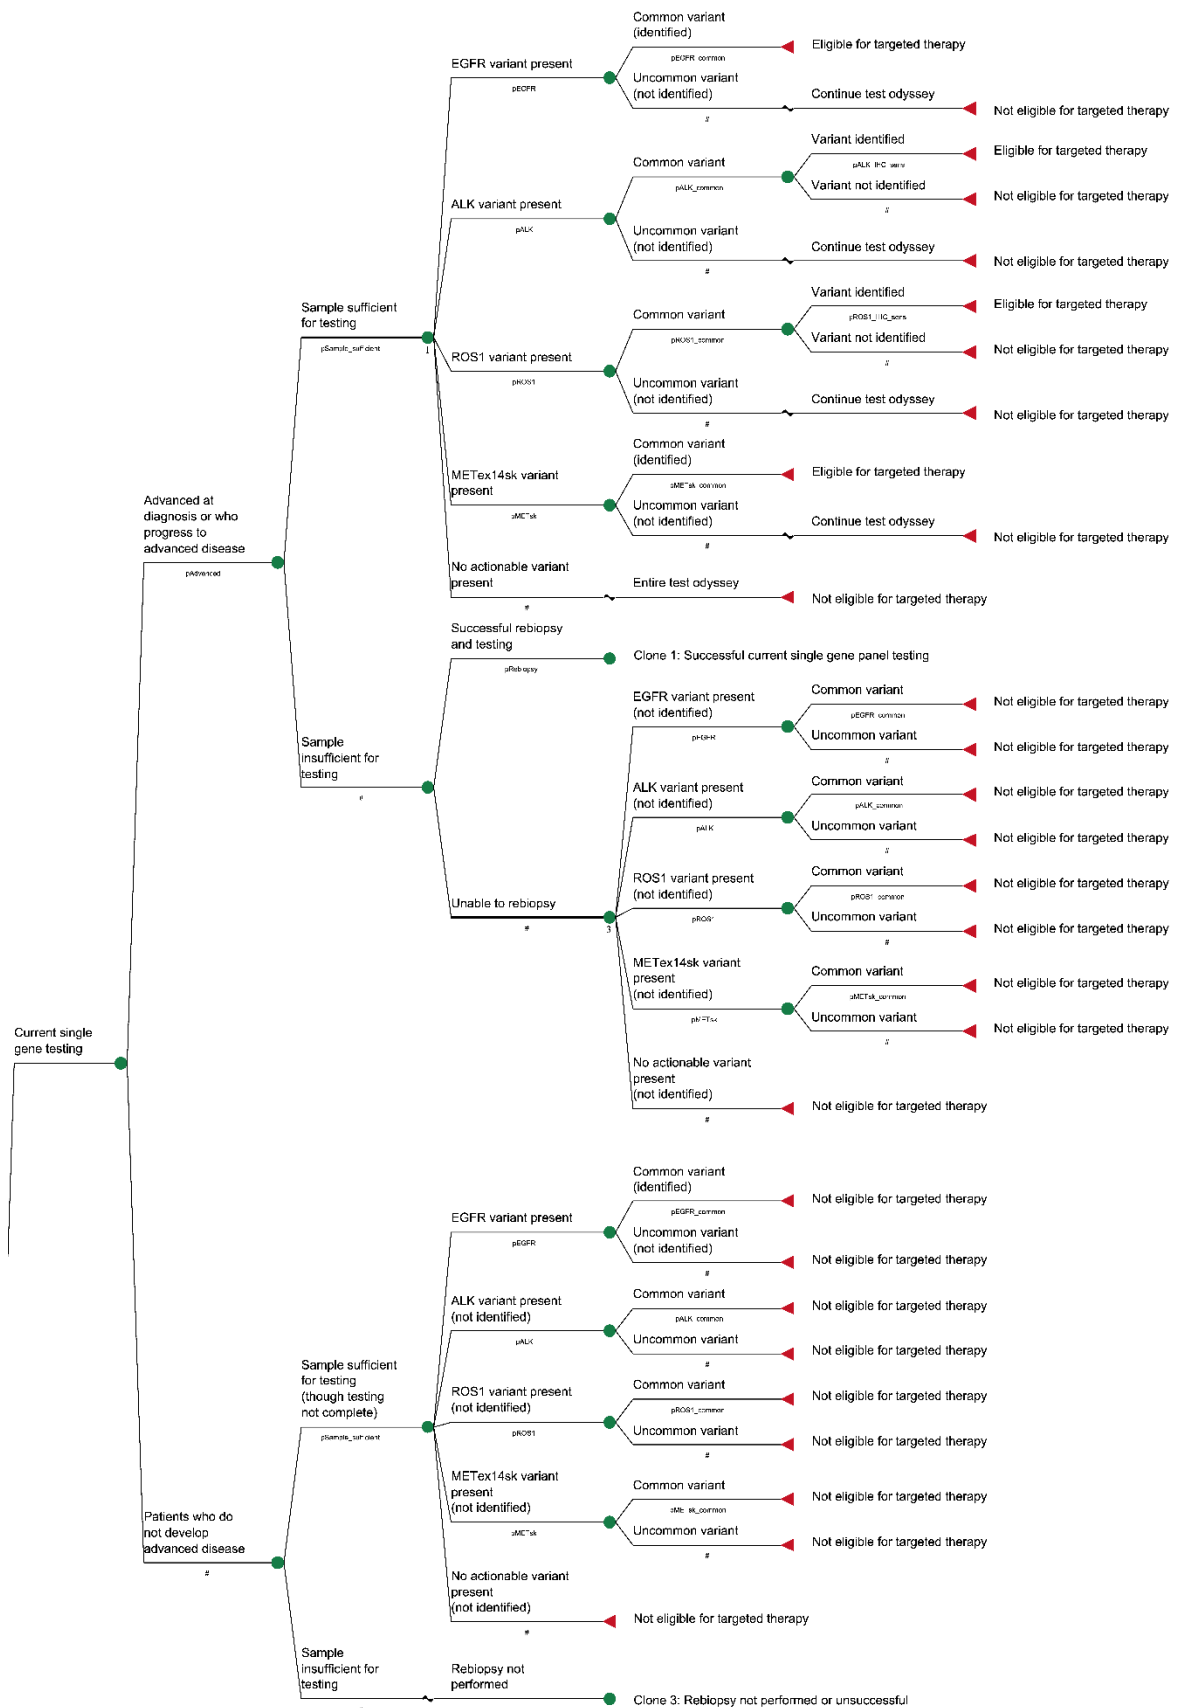 Common variant
(identified)
pEGFR_common
Eligible for targeted therapy
EGFR variant present
pEGFR
Uncommon variant
(not identified)
#
Continue test odyssey
Not eligible for targeted therapy
Variant identified
pALK_IHC_sens
Eligible for targeted therapy
Common variant
pALK_common
Variant not identified
#
Not eligible for targeted therapy
ALK variant present
pALK
Uncommon variant
(not identified)
#
Continue test odyssey
Not eligible for targeted therapy
Variant identified
pROS1_IHC_sens
Eligible for targeted therapy
Sample sufficient
for testing
pSample_sufficient
1
Common variant
pROS1_common
Variant not identified
#
Not eligible for targeted therapy
ROS1 variant present
pROS1
Uncommon variant
(not identified)
#
Continue test odyssey
Not eligible for targeted therapy
Common variant
(identified)
pMETsk_common
Eligible for targeted therapy
METex14sk variant
present
pMETsk
Uncommon variant
(not identified)
#
Continue test odyssey
Not eligible for targeted therapy
Advanced at
diagnosis or who
progress to
advanced disease
pAdvanced
No actionable variant
present
#
Entire test odyssey
Not eligible for targeted therapy
Successful rebiopsy
and testing
pRebiopsy
Clone 1: Successful current single gene panel testing
EGFR variant present
(not identified)
pEGFR
Common variant
pEGFR_common
Not eligible for targeted therapy
Uncommon variant
#
Not eligible for targeted therapy
Sample
insufficient for
testing
#
ALK variant present
(not identified)
pALK
Common variant
pALK_common
Not eligible for targeted therapy
Uncommon variant
#
Not eligible for targeted therapy
Unable to rebiopsy
#
3
ROS1 variant present
(not identified)
pROS1
Common variant
pROS1_common
Not eligible for targeted therapy
Uncommon variant
#
Not eligible for targeted therapy
METex14sk variant
present
(not identified)
pMETsk
Common variant
pMETsk_common
Not eligible for targeted therapy
Uncommon variant
#
Not eligible for targeted therapy
Current single
gene testing
No actionable variant
present
(not identified)
#
Not eligible for targeted therapy
Common variant
(identified)
pEGFR_common
Not eligible for targeted therapy
EGFR variant present
pEGFR
Uncommon variant
(not identified)
#
Not eligible for targeted therapy
ALK variant present
(not identified)
pALK
Common variant
pALK_common
Not eligible for targeted therapy
Uncommon variant
#
Not eligible for targeted therapy
Sample sufficient
for testing
(though testing
not complete)
pSample_sufficient
ROS1 variant present
(not identified)
pROS1
Common variant
pROS1_common
Not eligible for targeted therapy
Uncommon variant
#
Not eligible for targeted therapy
METex14sk variant
present
(not identified)
pMETsk
Common variant
pMETsk_common
Not eligible for targeted therapy
Uncommon variant
#
Not eligible for targeted therapy
Patients who do
not develop
advanced disease
#
No actionable variant
present
(not identified)
#
Not eligible for targeted therapy
Sample
insufficient for
testing
Rebiopsy not
performed
Clone 3: Rebiopsy not performed or unsuccessful